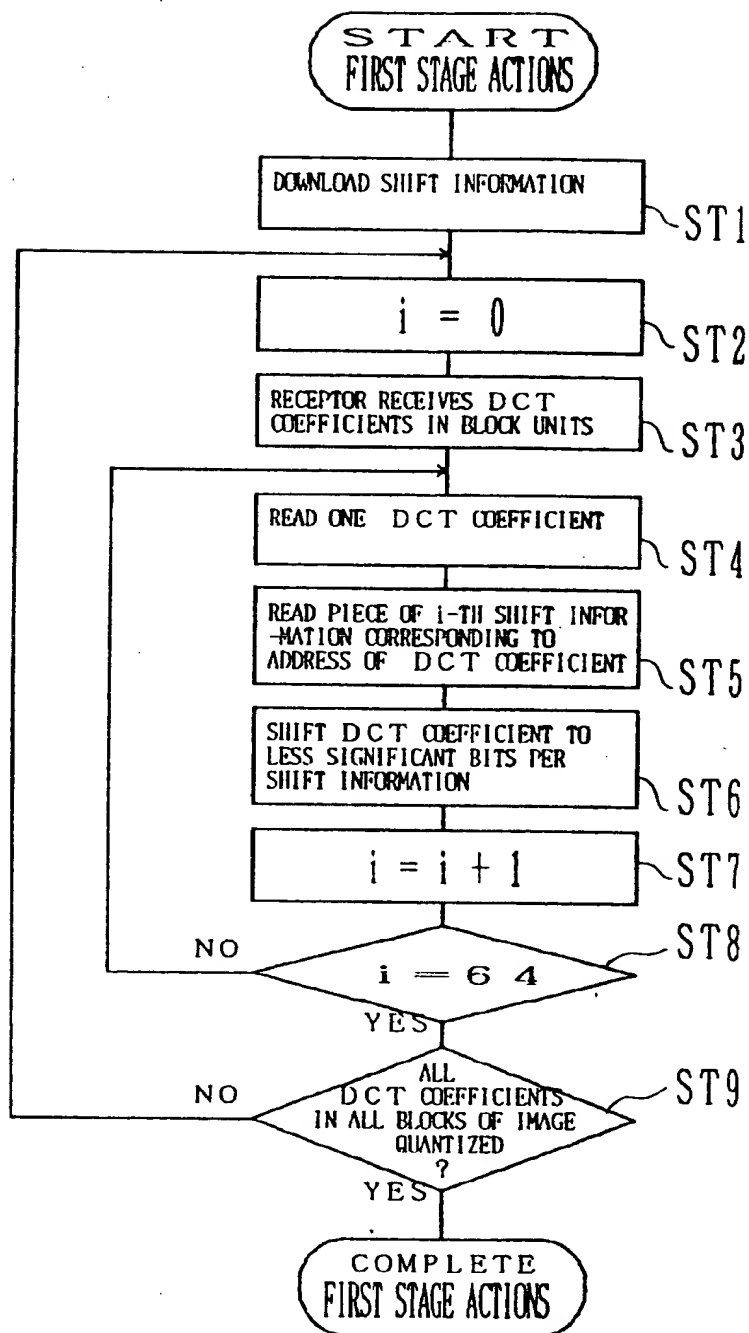 START
FIRST STAGE ACTIONS
DOWNLOAD SHIFT INFORMATION
ST1
i = 0
ST2
RECEPTOR RECEIVES DCT
COEFFICIENTS IN BLOCK UNITS
ST3
READ ONE DCT COEFFICIENT
ST4
READ PIECE OF i-TH SHIFT INFOR
-MATION CORRESPONDING TO
ADDRESS OF DCT COEFFICIENT
ST5
SHIFT DCT COEFFICIENT TO
LESS SIGNIFICANT BITS PER
SHIFT INFORMATION
ST6
i = i + 1
ST7
NO
i = 6 4
ST8
YES
NO
ALL
DCT COEFFICIENTS
IN ALL BLOCKS OF IMAGE
QUANTIZED
?
ST9
YES
COMPLETE
FIRST STAGE ACTIONS